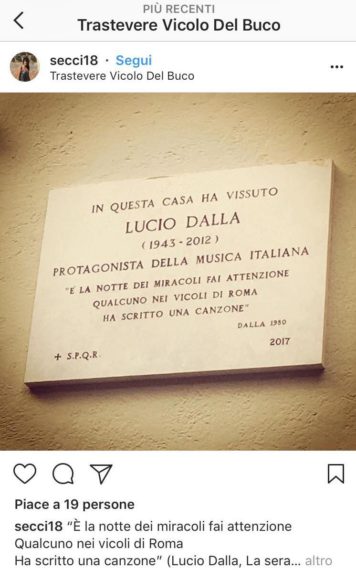 PIÙ RECENTI
Trastevere Vicolo Del Buco
secci18 · Segui
Trastevere Vicolo Del Buco
IN QUESTA CASA HA VISSUTO
LUCIO DALLA
(1943-2012)
PROTAGONISTA DELLA MUSICA ITALIANA
"È LA NOTTE DEI MIRACOLI FAI ATTENZIONE
QUALCUNO NEI VICOLI DI ROMA
HA SCRITTO UNA CANZONE"
DALLA 1980
2017
+ S.P.Q.R.
Piace a 19 persone
secci18 “È la notte dei miracoli fai attenzione
Qualcuno nei vicoli di Roma
Ha scritto una canzone” (Lucio Dalla, La sera... altro